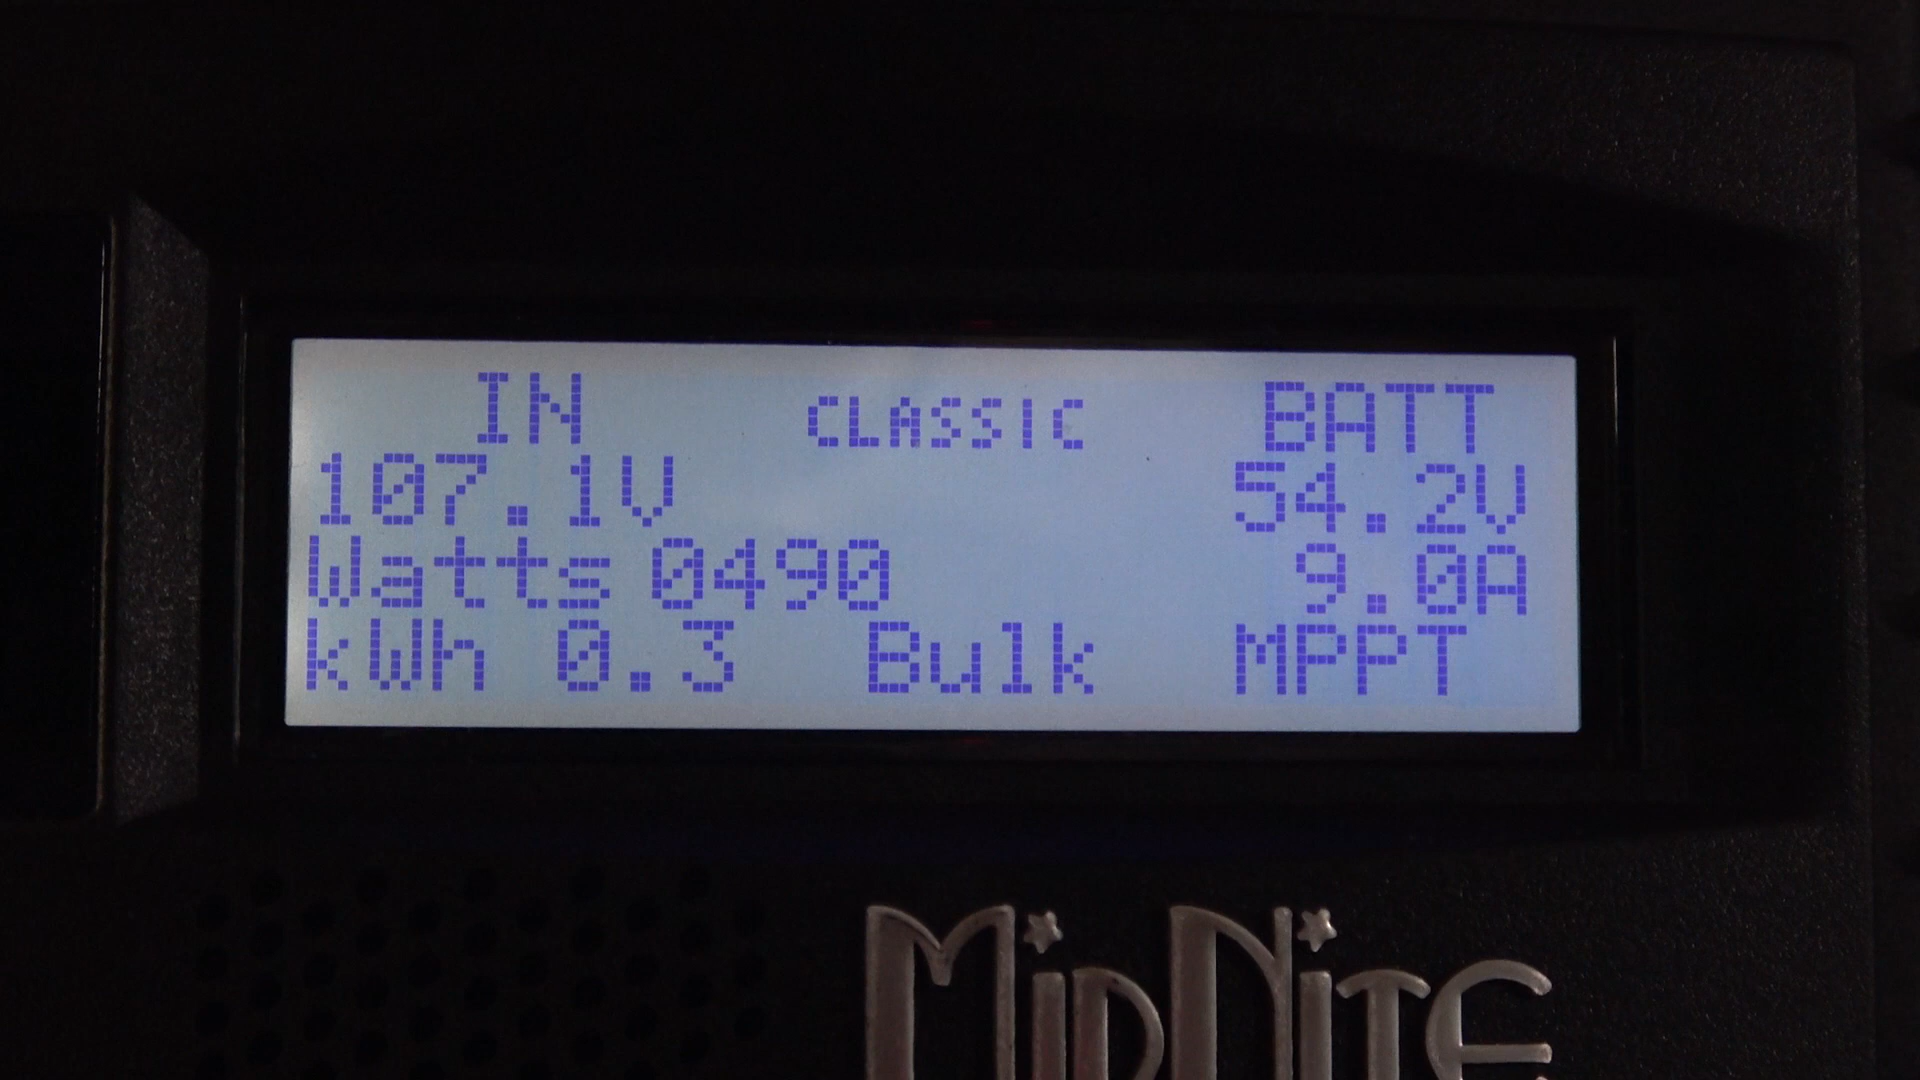 IN CLASSIC BATT
107.1V 54.2V
Watts 0490 9.0A
kWh 0.3 Bulk MPPT
MIDNITE